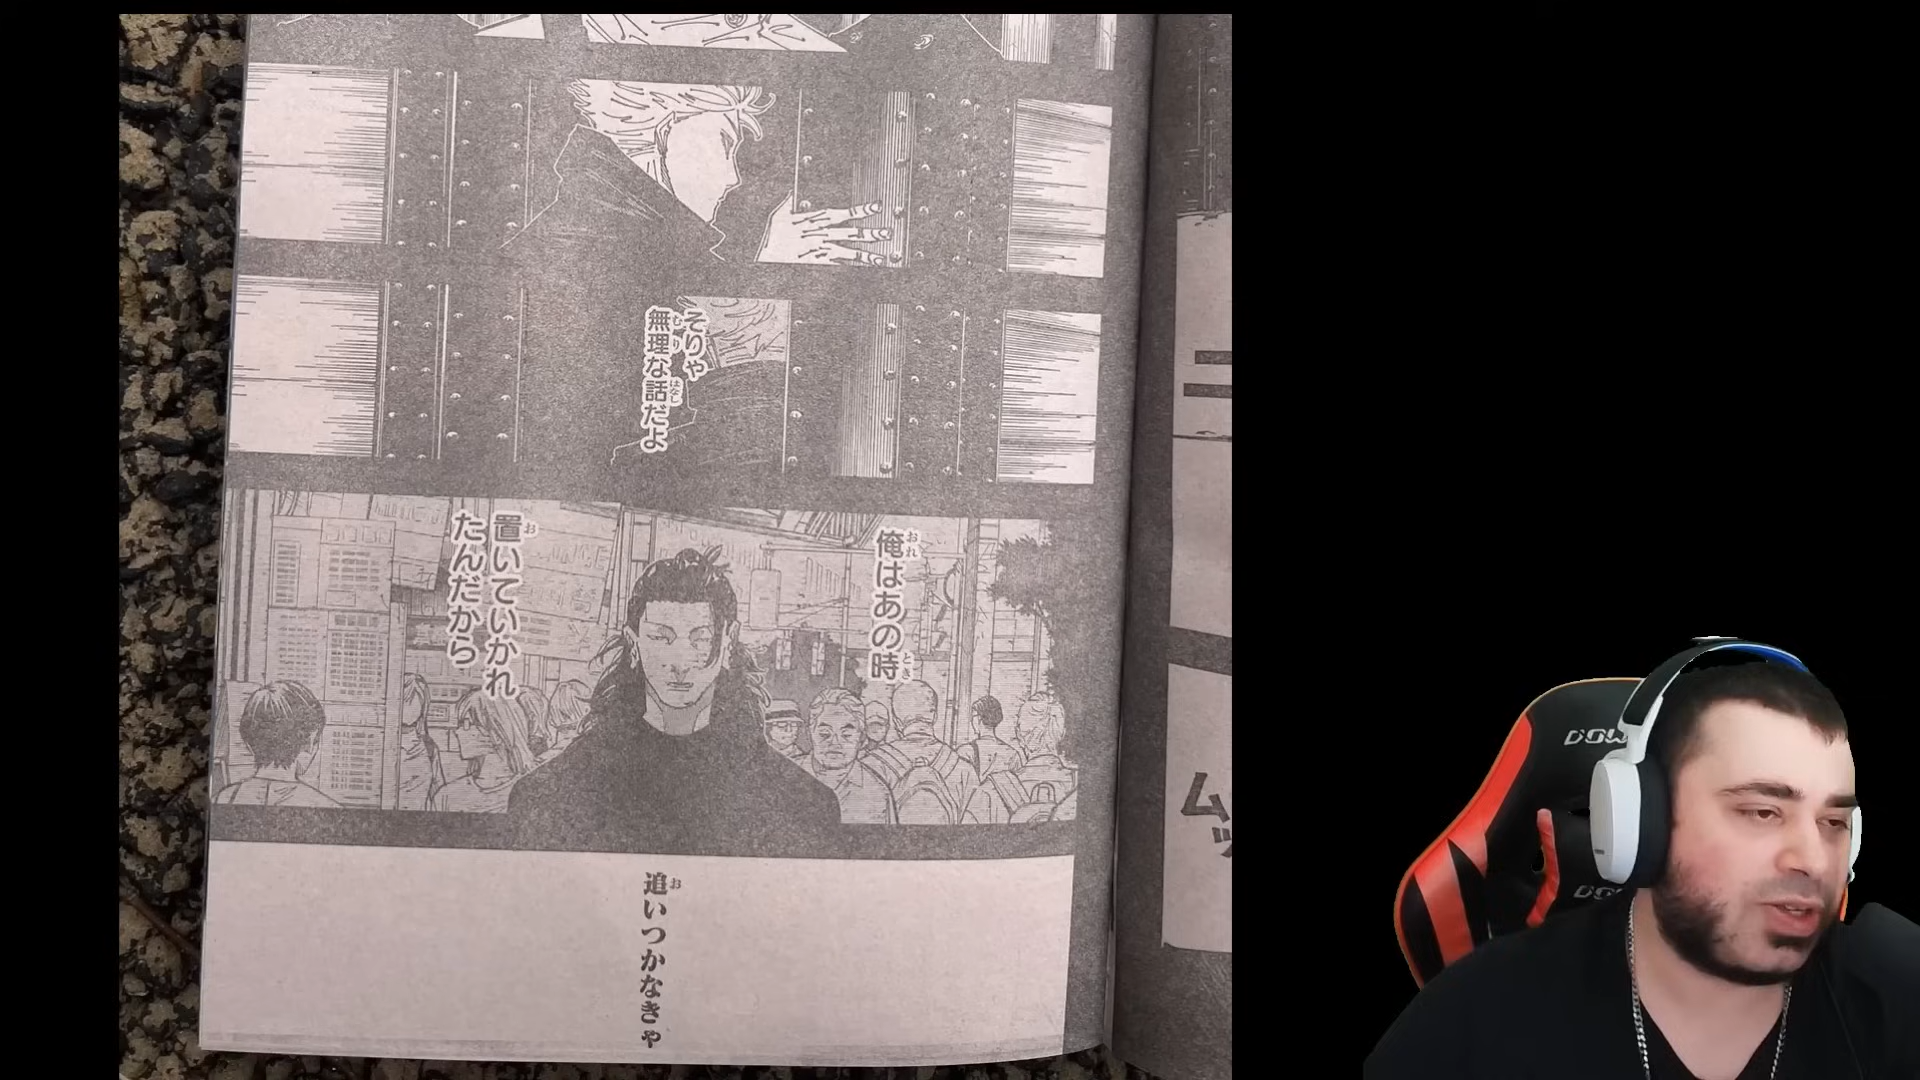 そりゃ
無理な話だよ
俺はあの時
置いていかれ
たんだから
追いつかなきゃ